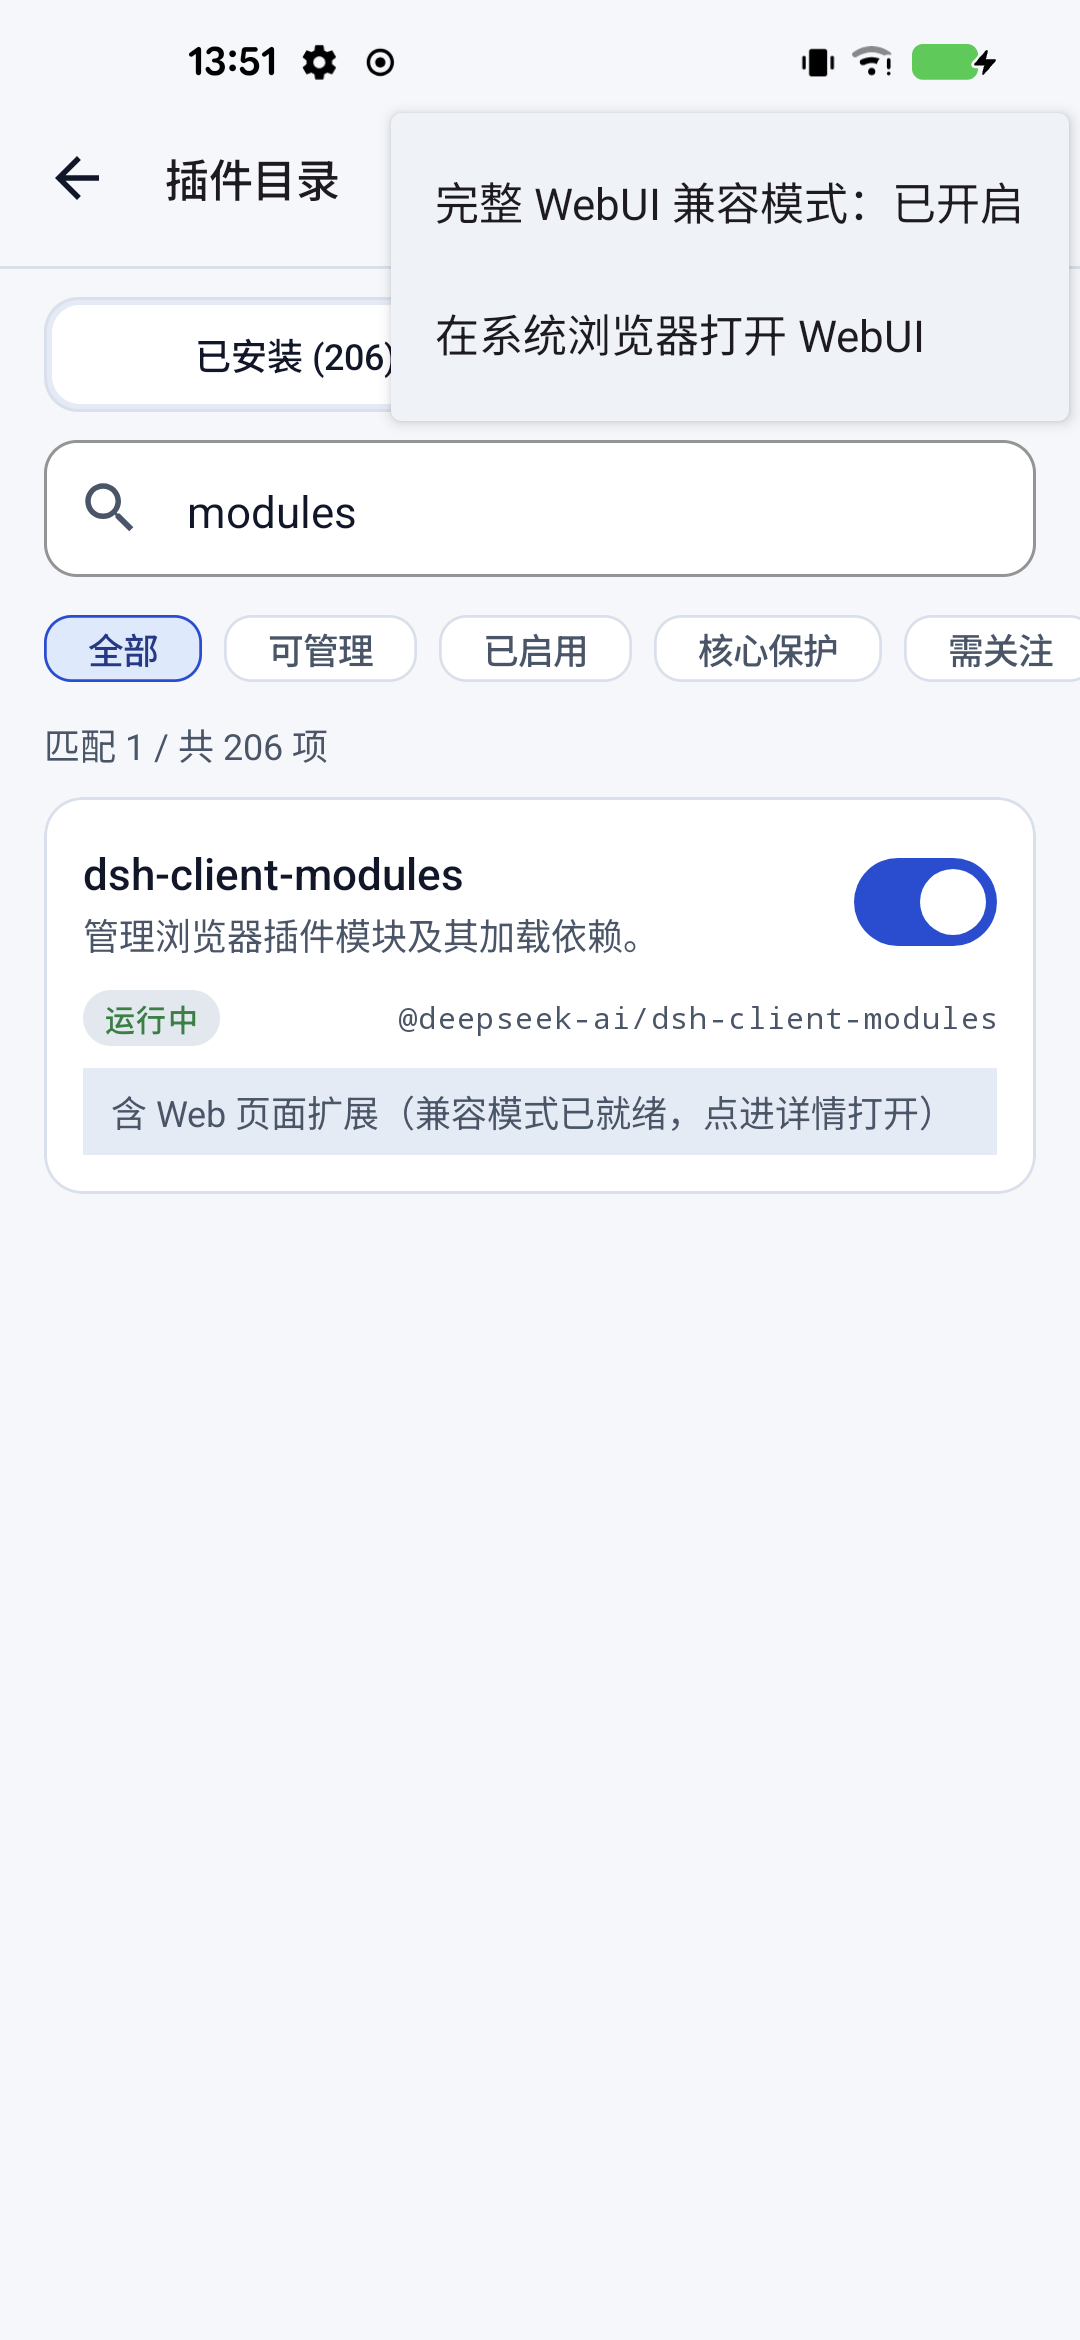 13:51
插件目录
完整 WebUI 兼容模式：已开启
在系统浏览器打开 WebUI
已安装 (206)
modules
全部
可管理
已启用
核心保护
需关注
匹配 1 / 共 206 项
dsh-client-modules
管理浏览器插件模块及其加载依赖。
运行中
@deepseek-ai/dsh-client-modules
含 Web 页面扩展（兼容模式已就绪，点进详情打开）